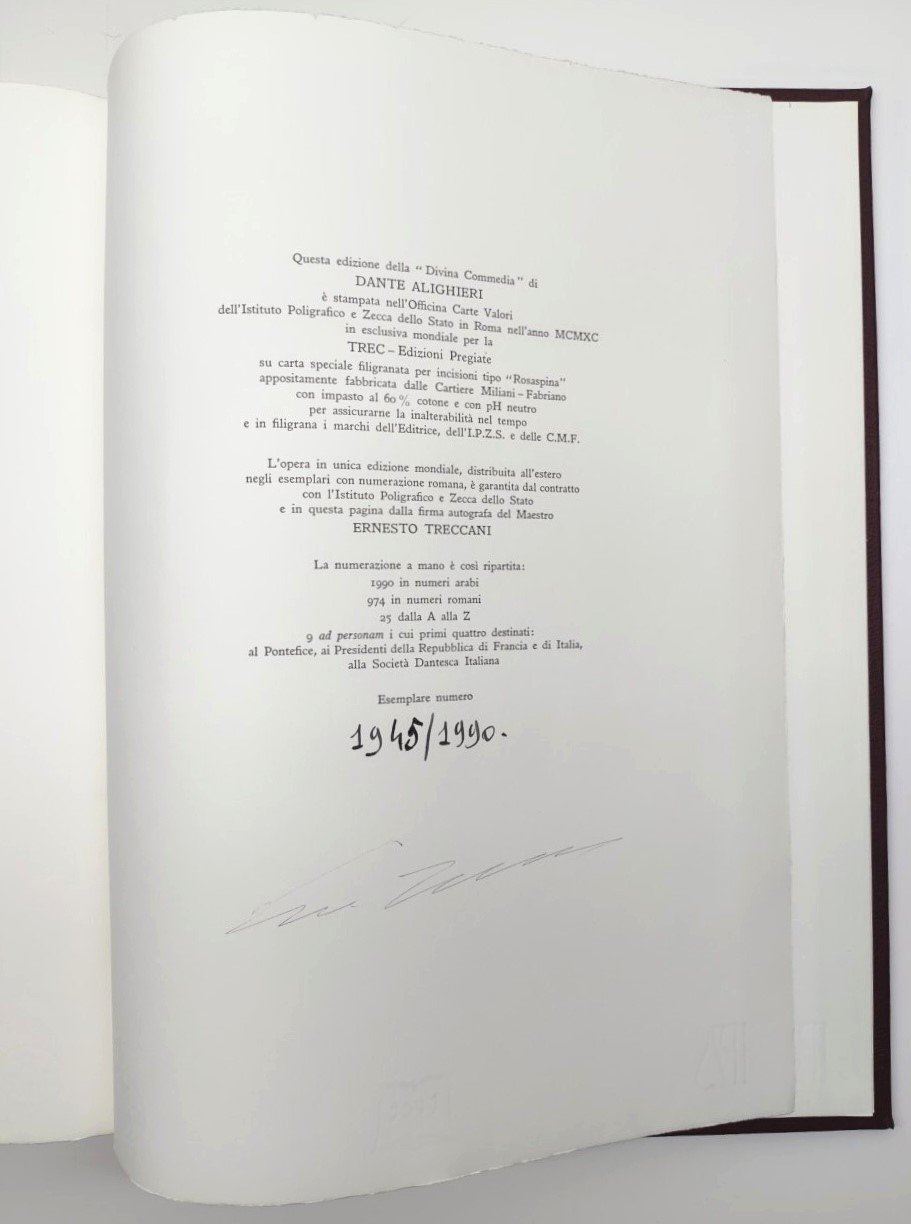 Questa edizione della “Divina Commedia” di
DANTE ALIGHIERI
è stampata nell'Officina Carte Valori
dell'Istituto Poligrafico e Zecca dello Stato in Roma nell'anno MCMXC
in esclusiva mondiale per la
TREC – Edizioni Pregiate
su carta speciale filigranata per incisioni tipo “Rosaspina”
appositamente fabbricata dalle Cartiere Miliani – Fabriano
con impasto al 60% cotone e con pH neutro
per assicurarne la inalterabilità nel tempo
e in filigrana i marchi dell'Editrice, dell'I.P.Z.S. e delle C.M.F.
L'opera in unica edizione mondiale, distribuita all'estero
negli esemplari con numerazione romana, è garantita dal contratto
con l'Istituto Poligrafico e Zecca dello Stato
e in questa pagina dalla firma autografa del Maestro
ERNESTO TRECCANI
La numerazione a mano è così ripartita:
1990 in numeri arabi
974 in numeri romani
25 dalla A alla Z
9 ad personam i cui primi quattro destinati:
al Pontefice, ai Presidenti della Repubblica di Francia e di Italia,
alla Società Dantesca Italiana
Esemplare numero
1945/1990.